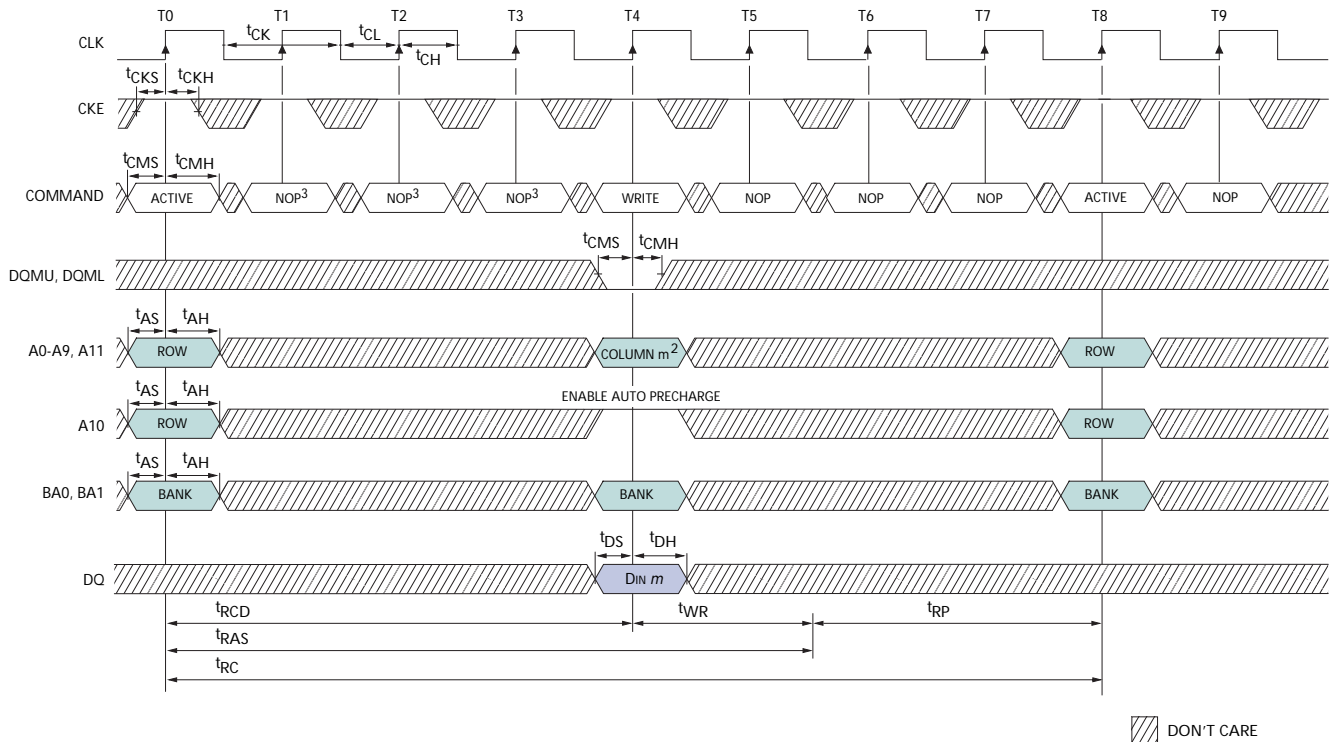 T0 T1 T2 T3 T4 T5 T6 T7 T8 T9
CLK tCK tCL tCH
tCKS tCKH
CKE
tCMS tCMH
COMMAND ACTIVE NOP3 NOP3 NOP3 WRITE NOP NOP NOP ACTIVE NOP
tCMS tCMH
DQMU, DQML
tAS tAH
A0-A9, A11 ROW COLUMN m2 ROW
ENABLE AUTO PRECHARGE
tAS tAH
A10 ROW ROW
tAS tAH
BA0, BA1 BANK BANK BANK
tDS tDH
DQ DIN m
tRCD tWR tRP
tRAS
tRC
DON'T CARE